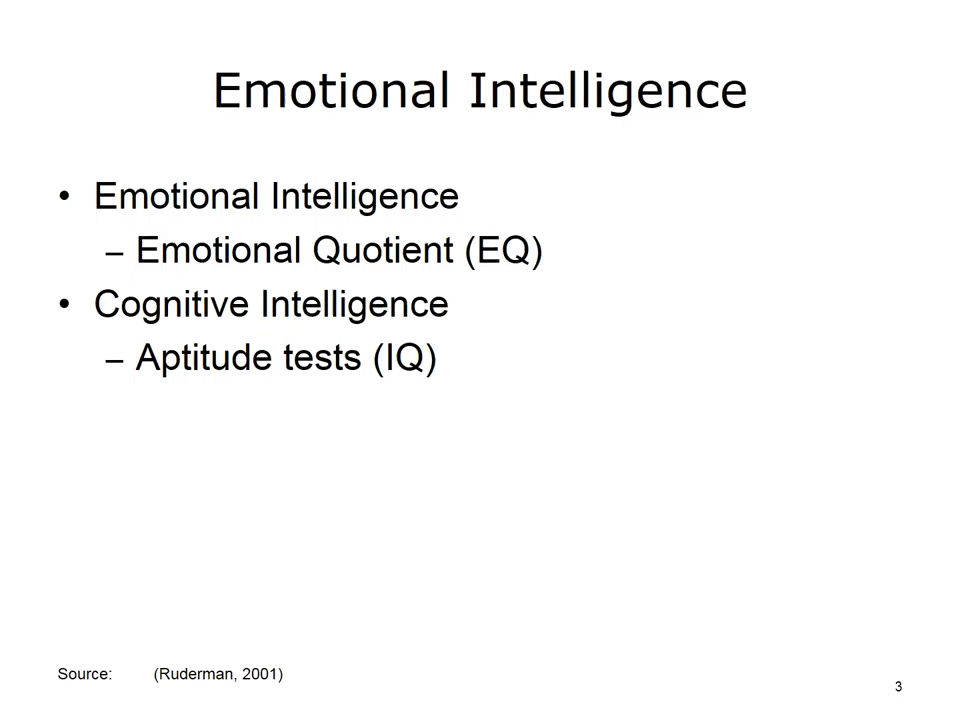 Emotional Intelligence
• Emotional Intelligence
– Emotional Quotient (EQ)
• Cognitive Intelligence
– Aptitude tests (IQ)
Source: (Ruderman, 2001)
3